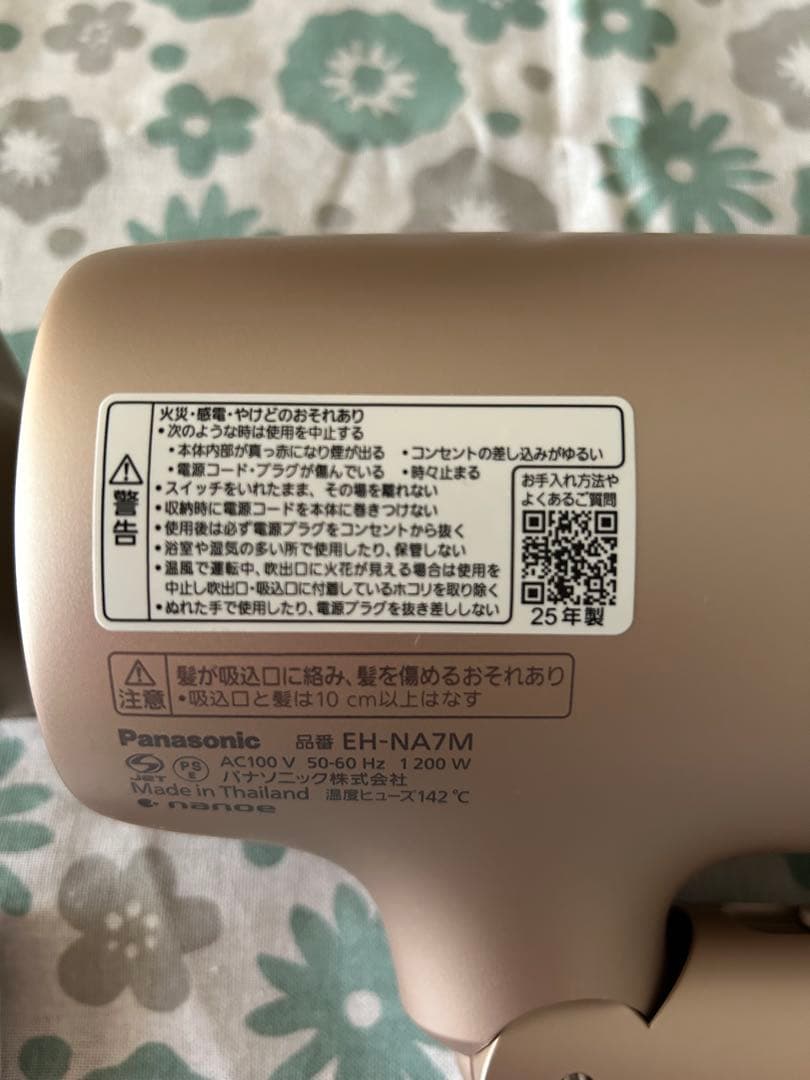 火災・感電・やけどのおそれあり
•次のような時は使用を中止する
•本体内部が真っ赤になり煙が出る •コンセントの差し込みがゆるい
•電源コード・プラグが傷んでいる •時々止まる
•スイッチをいれたまま、その場を離れない
•収納時に電源コードを本体に巻きつけない
•使用後は必ず電源プラグをコンセントから抜く
•浴室や湿気の多い所で使用したり、保管しない
•温風で運転中、吹出口に火花が見える場合は使用を
中止し吹出口・吸込口に付着しているホコリを取り除く
•ぬれた手で使用したり、電源プラグを抜き差ししない
警告
お手入れ方法や
よくあるご質問
25年製
注意
髪が吸込口に絡み、髪を傷めるおそれあり
•吸込口と髪は10 cm以上はなす
Panasonic 品番 EH-NA7M
JET PS E AC100 V 50-60 Hz 1 200 W
パナソニック株式会社
Made in Thailand 温度ヒューズ142 ℃
nanoe